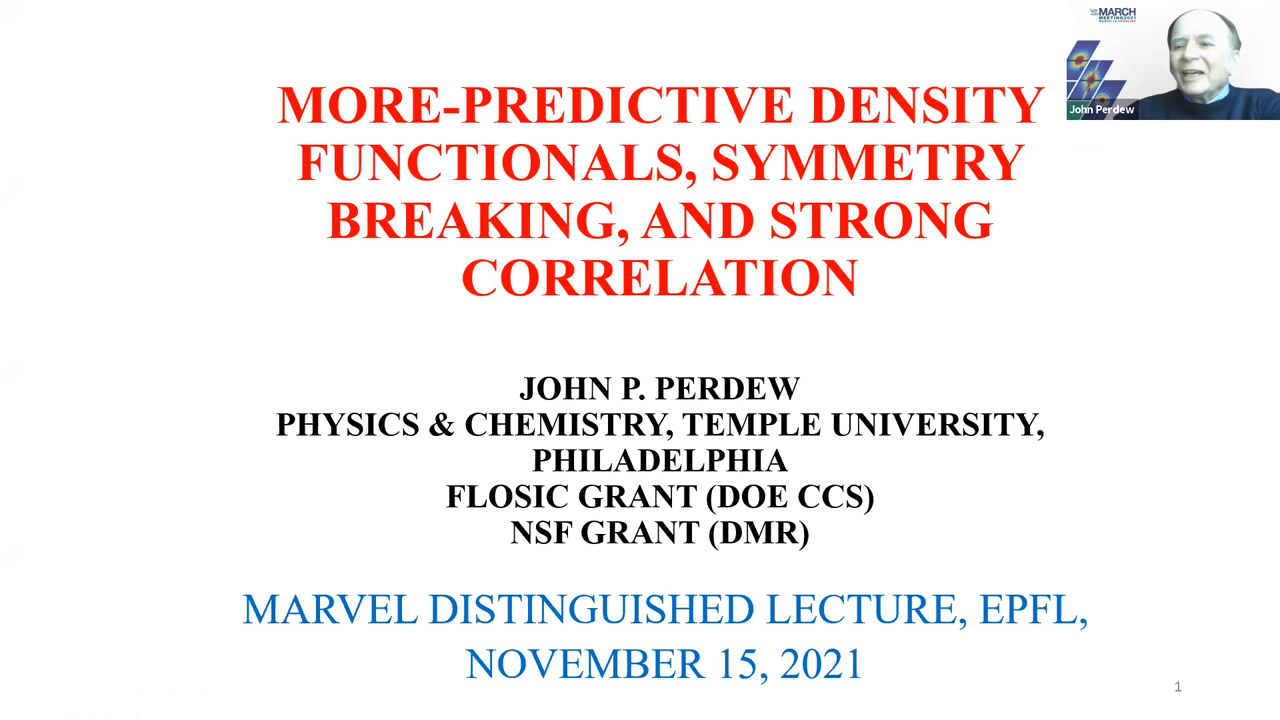 MARCH
MEETING2021
John Perdew
MORE-PREDICTIVE DENSITY
FUNCTIONALS, SYMMETRY
BREAKING, AND STRONG
CORRELATION
JOHN P. PERDEW
PHYSICS & CHEMISTRY, TEMPLE UNIVERSITY,
PHILADELPHIA
FLOSIC GRANT (DOE CCS)
NSF GRANT (DMR)
MARVEL DISTINGUISHED LECTURE, EPFL,
NOVEMBER 15, 2021
1